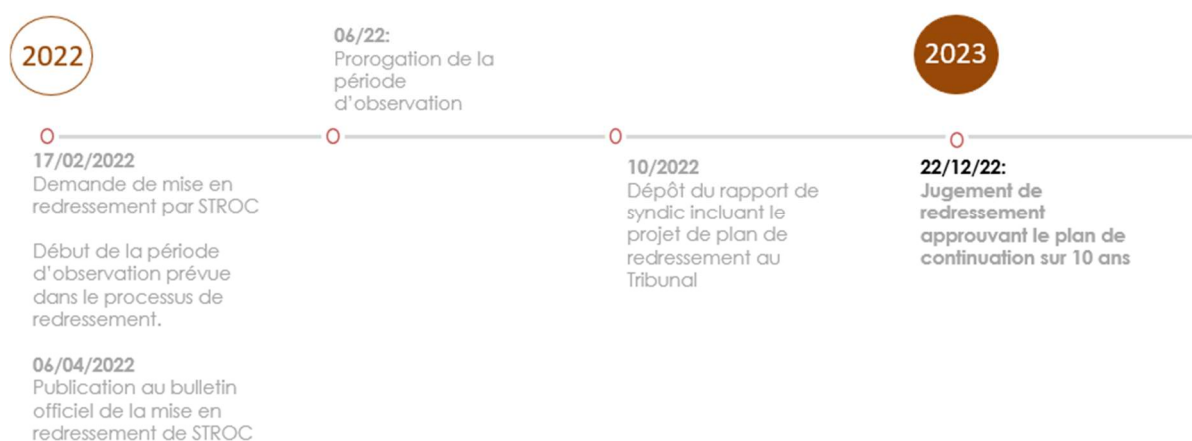 2022
06/22:
Prorogation de la
période
d'observation
2023
17/02/2022
Demande de mise en
redressement par STROC
Début de la période
d'observation prévue
dans le processus de
redressement.
06/04/2022
Publication au bulletin
officiel de la mise en
redressement de STROC
10/2022
Dépôt du rapport de
syndic incluant le
projet de plan de
redressement au
Tribunal
22/12/22:
Jugement de
redressement
approuvant le plan de
continuation sur 10 ans